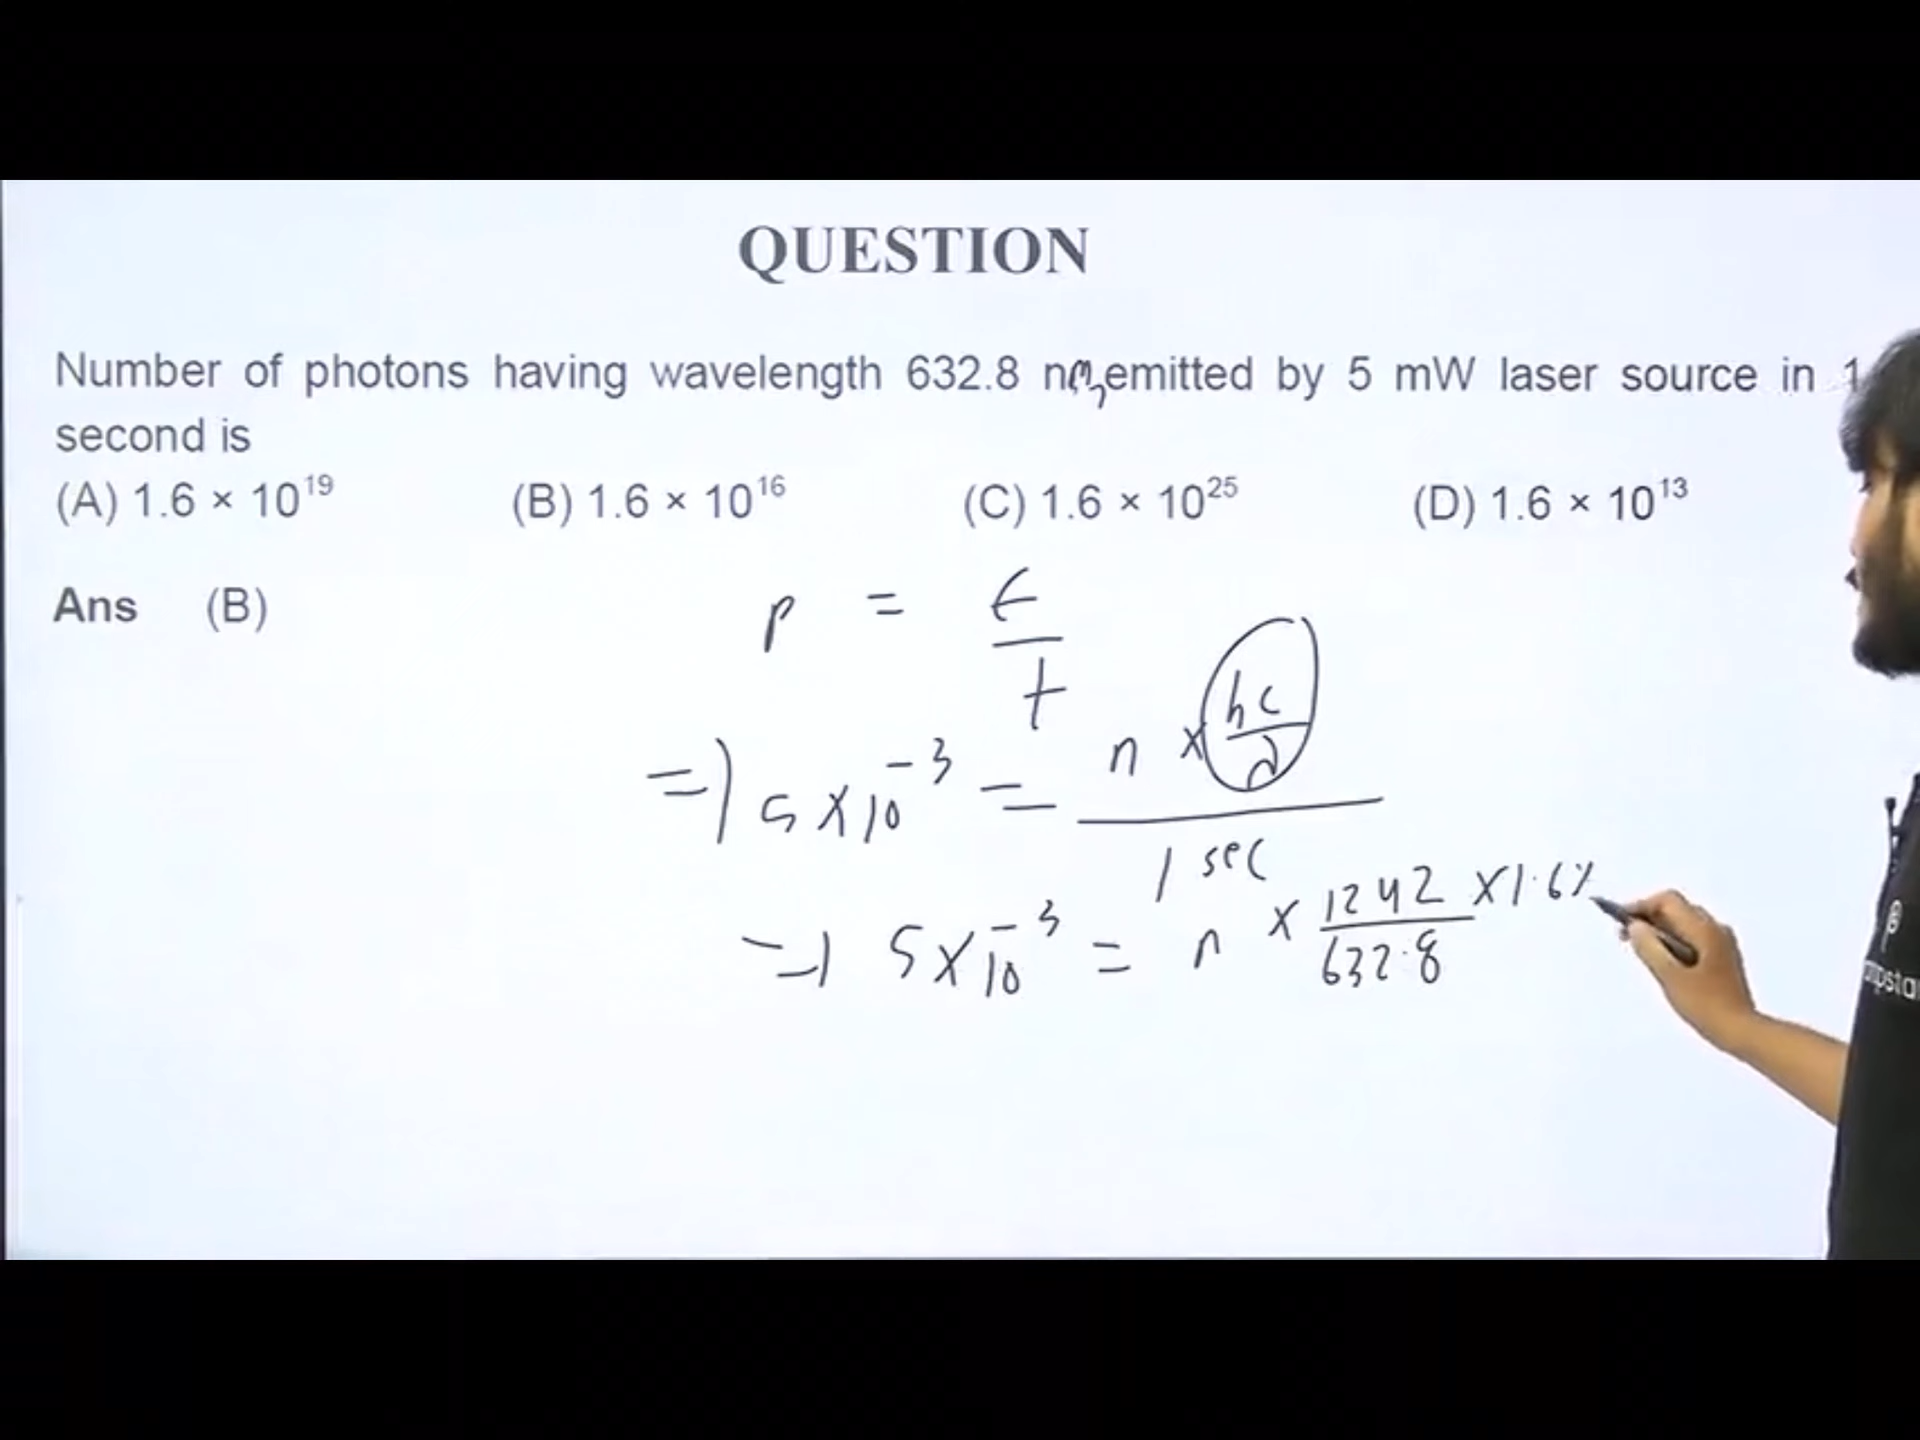 QUESTION
Number of photons having wavelength 632.8 nm, emitted by 5 mW laser source in 1
second is
(A) 1.6 × 10^19 (B) 1.6 × 10^16 (C) 1.6 × 10^25 (D) 1.6 × 10^13
Ans (B)
P = E/t
=> 5×10^-3 = (n × hc/λ)/1 sec
=> 5×10^-3 = n × 1242/632.8 × 1.6×